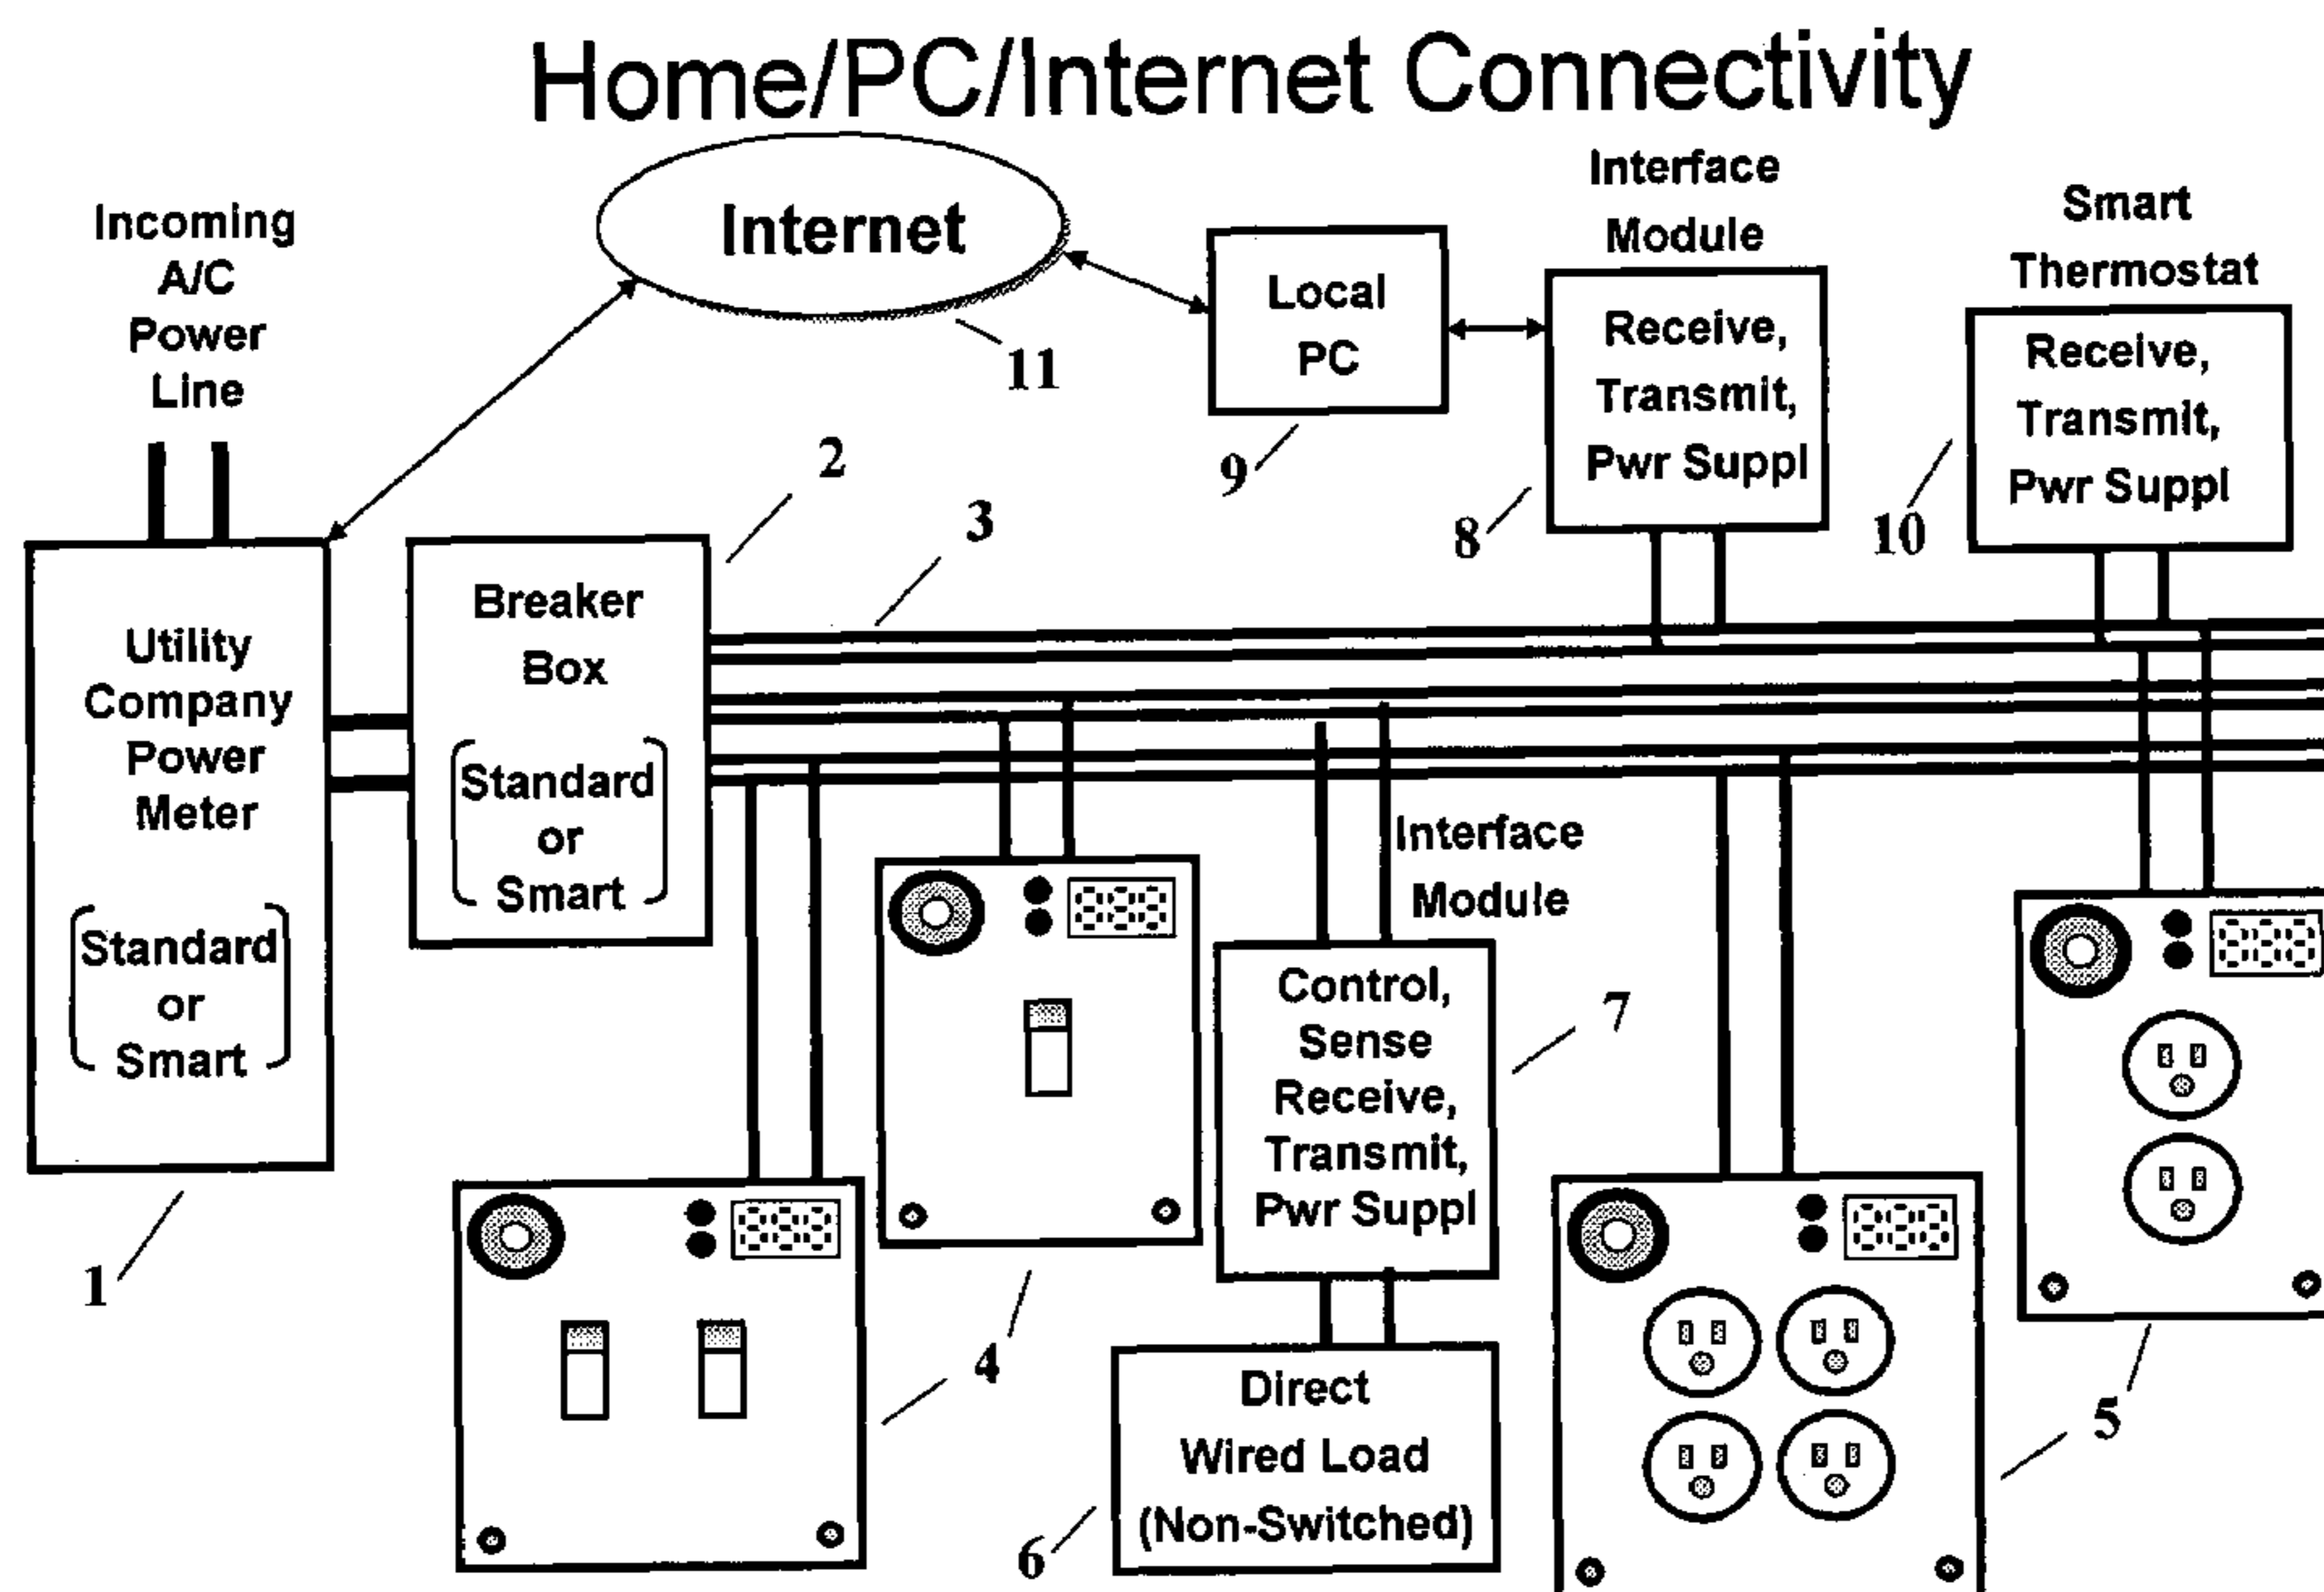 Home/PC/Internet Connectivity
Incoming
A/C
Power
Line
Internet
11
Local
PC
9
Interface
Module
Receive,
Transmit,
Pwr Suppl
8
Smart
Thermostat
Receive,
Transmit,
Pwr Suppl
10
2
3
Utility
Company
Power
Meter
Standard
or
Smart
1
Breaker
Box
Standard
or
Smart
4
Interface
Module
Control,
Sense
Receive,
Transmit,
Pwr Suppl
7
Direct
Wired Load
(Non-Switched)
6
5